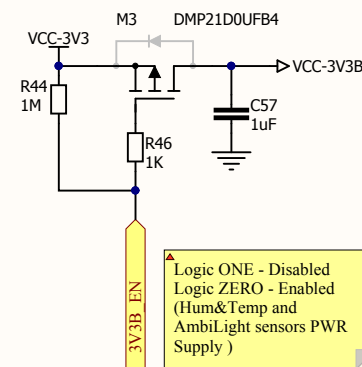 M3 DMP21D0UFB4
VCC-3V3
VCC-3V3B
R44
1M
C57
1uF
R46
1K
3V3B_EN
Logic ONE - Disabled
Logic ZERO - Enabled
(Hum&Temp and
AmbiLight sensors PWR
Supply )